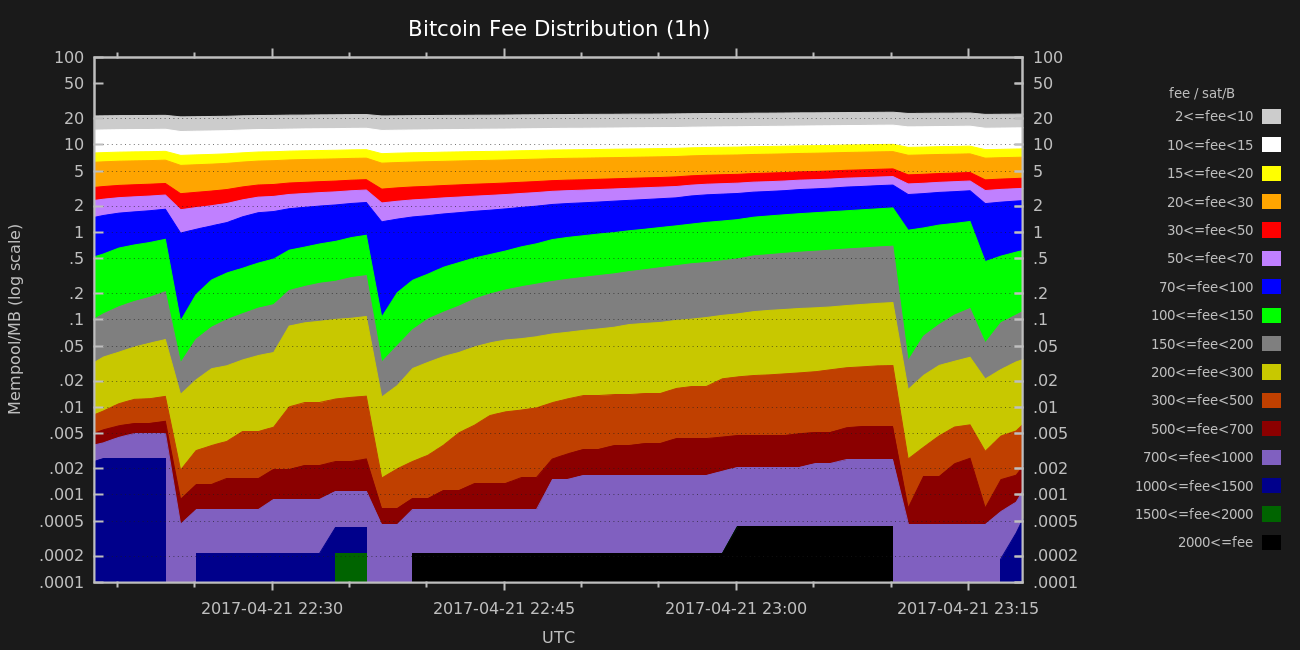 Bitcoin Fee Distribution (1h)
Mempool/MB (log scale)
100
50
20
10
5
2
1
.5
.2
.1
.05
.02
.01
.005
.002
.001
.0005
.0002
.0001
100
50
20
10
5
2
1
.5
.2
.1
.05
.02
.01
.005
.002
.001
.0005
.0002
.0001
fee / sat/B
2<=fee<10
10<=fee<15
15<=fee<20
20<=fee<30
30<=fee<50
50<=fee<70
70<=fee<100
100<=fee<150
150<=fee<200
200<=fee<300
300<=fee<500
500<=fee<700
700<=fee<1000
1000<=fee<1500
1500<=fee<2000
2000<=fee
2017-04-21 22:30 2017-04-21 22:45 2017-04-21 23:00 2017-04-21 23:15
UTC